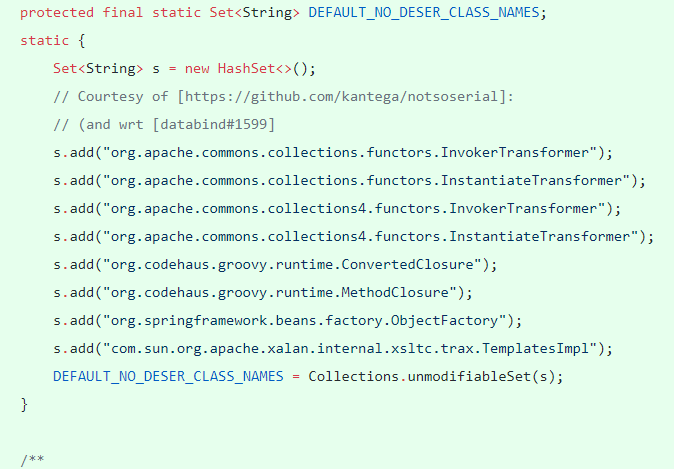 protected final static Set<String> DEFAULT_NO_DESER_CLASS_NAMES;
static {
Set<String> s = new HashSet<>();
// Courtesy of [https://github.com/kantega/notsoserial]:
// (and wrt [databind#1599]
s.add("org.apache.commons.collections.functors.InvokerTransformer");
s.add("org.apache.commons.collections.functors.InstantiateTransformer");
s.add("org.apache.commons.collections4.functors.InvokerTransformer");
s.add("org.apache.commons.collections4.functors.InstantiateTransformer");
s.add("org.codehaus.groovy.runtime.ConvertedClosure");
s.add("org.codehaus.groovy.runtime.MethodClosure");
s.add("org.springframework.beans.factory.ObjectFactory");
s.add("com.sun.org.apache.xalan.internal.xsltc.trax.TemplatesImpl");
DEFAULT_NO_DESER_CLASS_NAMES = Collections.unmodifiableSet(s);
}
/**